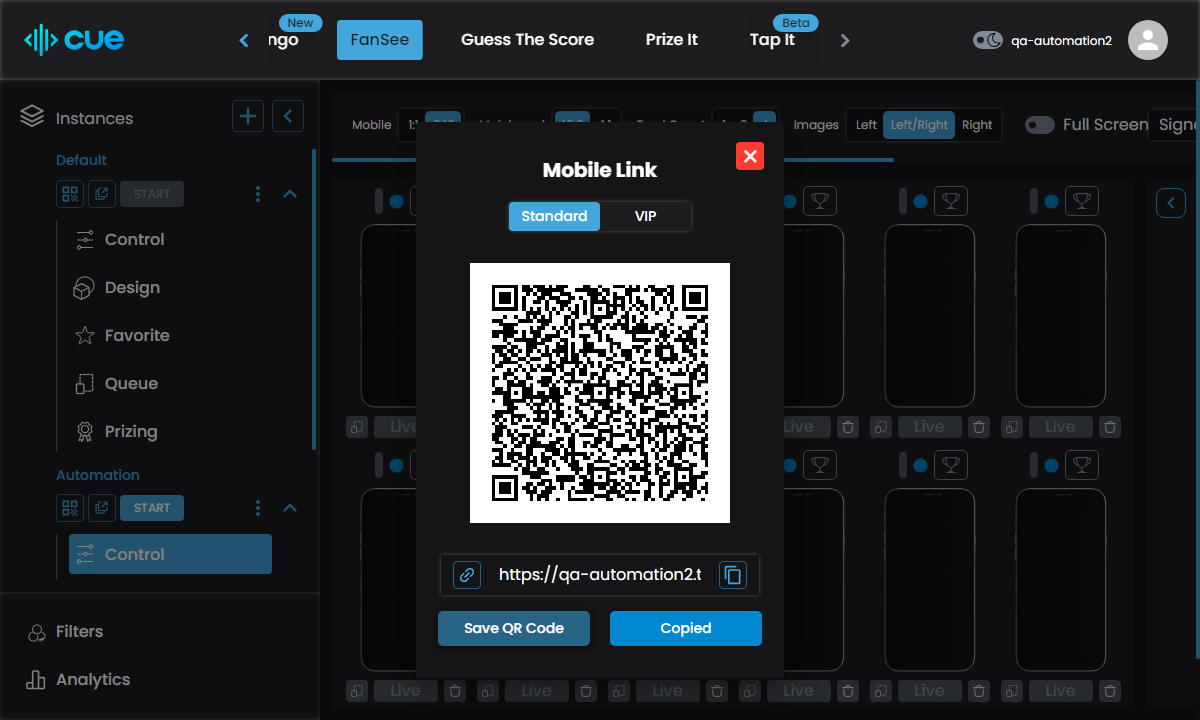 cue
ngo
New
FanSee
Guess The Score
Prize It
Tap It
Beta
qa-automation2
Instances
Default
START
Control
Design
Favorite
Queue
Prizing
Automation
START
Control
Filters
Analytics
Mobile
Images
Left
Left/Right
Right
Full Screen
Mobile Link
Standard
VIP
https://qa-automation2.t
Save QR Code
Copied
Live
Live
Live
Live
Live
Live
Live
Live
Live
Live